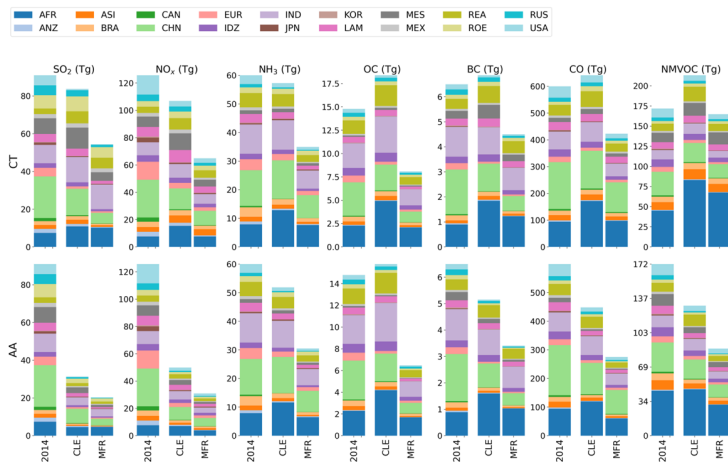 AFR ASI CAN EUR IND KOR MES REA RUS
ANZ BRA CHN IDZ JPN LAM MEX ROE USA
SO₂ (Tg) NOₓ (Tg) NH₃ (Tg) OC (Tg) BC (Tg) CO (Tg) NMVOC (Tg)
CT
80 60 40 20 0
120 100 80 60 40 20 0
60 50 40 30 20 10 0
17.5 15.0 12.5 10.0 7.5 5.0 2.5 0.0
6 5 4 3 2 1 0
600 500 400 300 200 100 0
200 175 150 125 100 75 50 25 0
AA
80 60 40 20 0
120 100 80 60 40 20 0
60 50 40 30 20 10 0
14 12 10 8 6 4 2 0
6 5 4 3 2 1 0
500 400 300 200 100 0
172 138 103 69 34 0
2014 CLE MFR 2014 CLE MFR 2014 CLE MFR 2014 CLE MFR 2014 CLE MFR 2014 CLE MFR 2014 CLE MFR